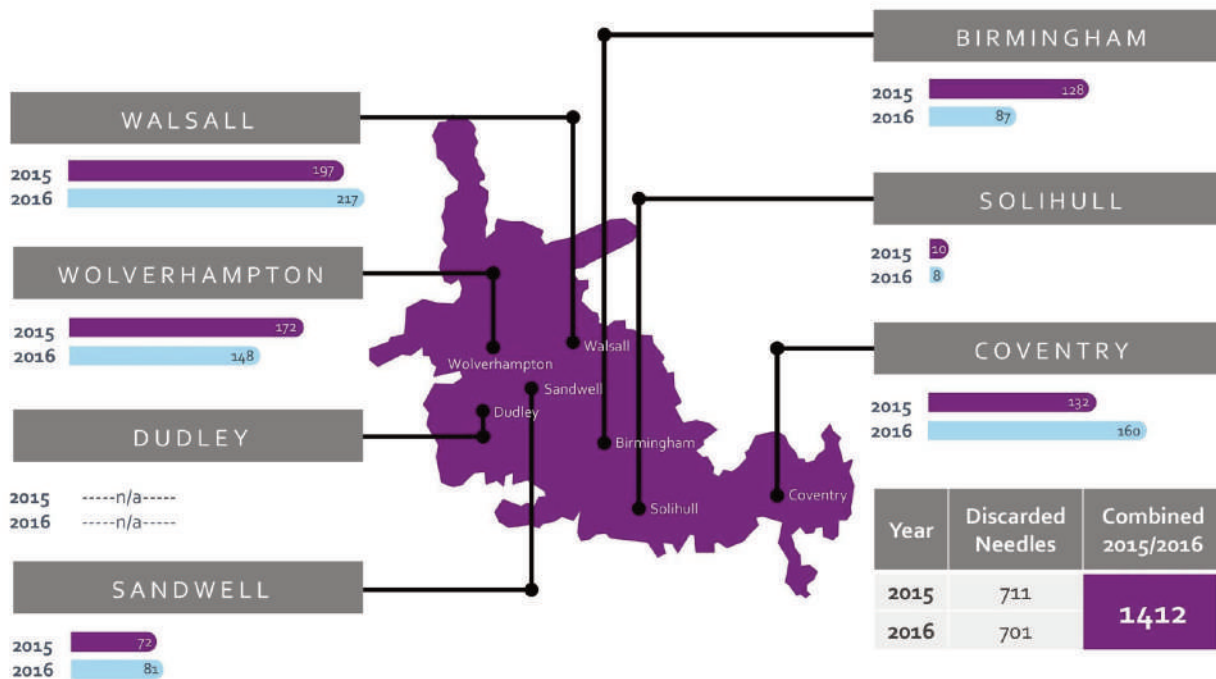 WALSALL
2015 197
2016 217
WOLVERHAMPTON
2015 172
2016 148
DUDLEY
2015 -----n/a-----
2016 -----n/a-----
SANDWELL
2015 72
2016 81
Wolverhampton
Walsall
Sandwell
Dudley
Birmingham
Solihull
Coventry
BIRMINGHAM
2015 128
2016 87
SOLIHULL
2015 10
2016 8
COVENTRY
2015 132
2016 160
Year Discarded Needles Combined 2015/2016
2015 711 1412
2016 701